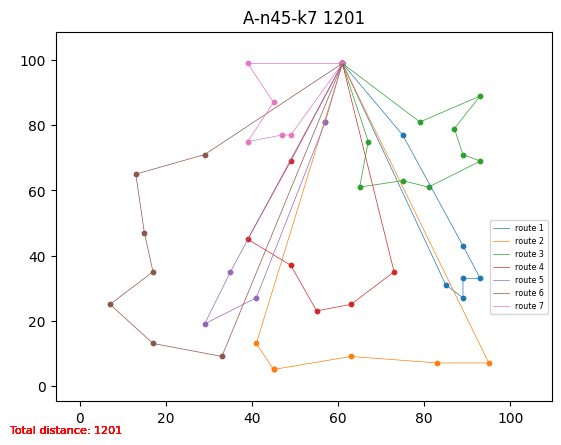 A-n45-k7 1201
100
80
60
40
20
0
0 20 40 60 80 100
route 1
route 2
route 3
route 4
route 5
route 6
route 7
Total distance: 1201